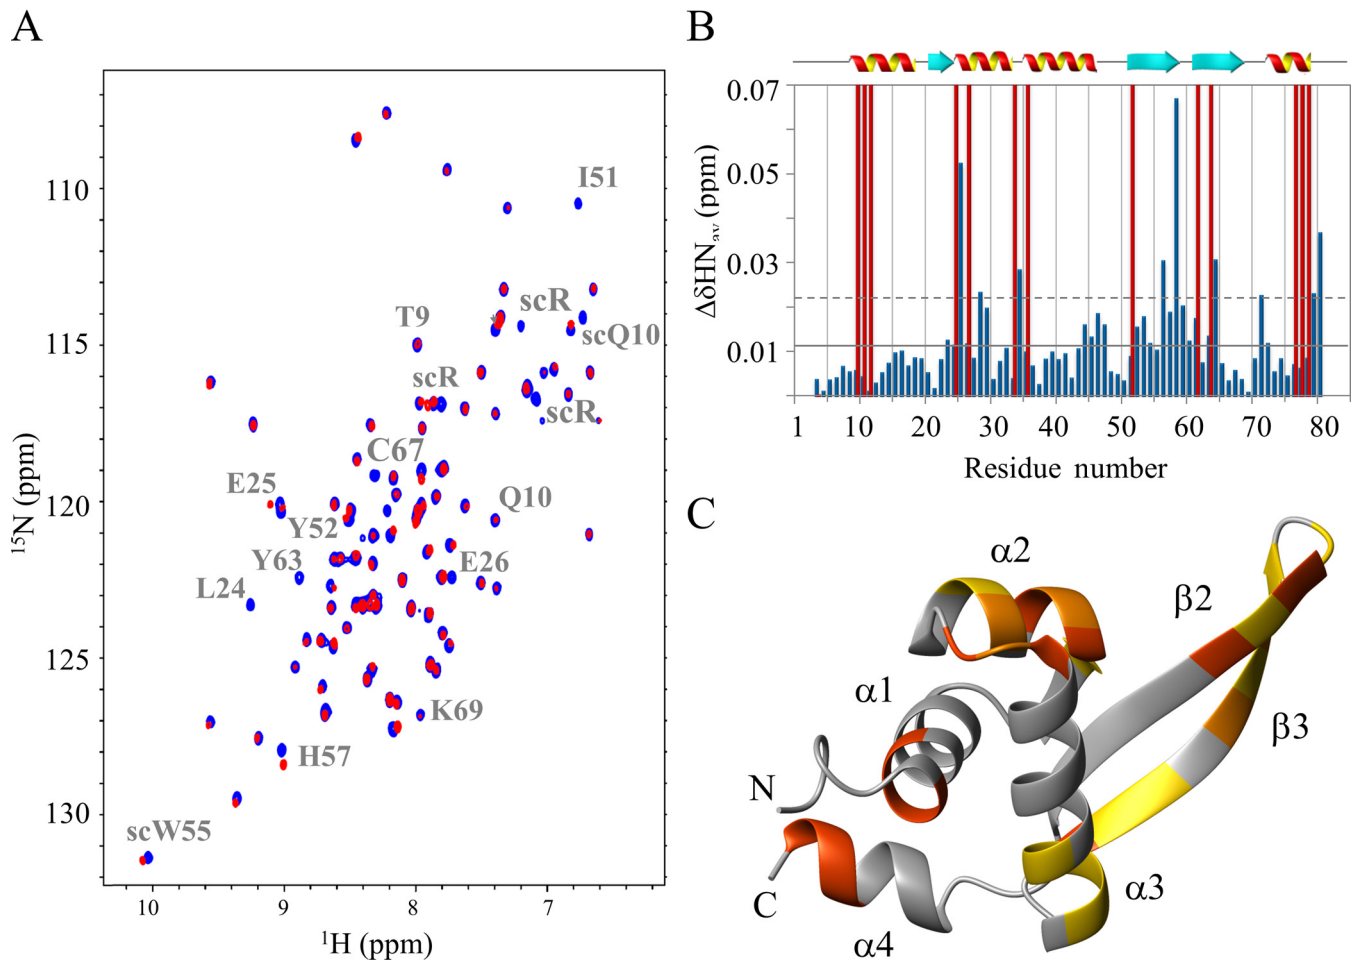 A
I51
scR
T9
scQ10
scR
scR
C67
E25
Q10
Y52
Y63
E26
L24
K69
H57
scW55
110
115
120
125
130
10 9 8 7
¹⁵N (ppm)
¹H (ppm)
B
0.07
0.05
0.03
0.01
ΔδHNav (ppm)
1 10 20 30 40 50 60 70 80
Residue number
C
α2
β2
α1
β3
N
C
α3
α4